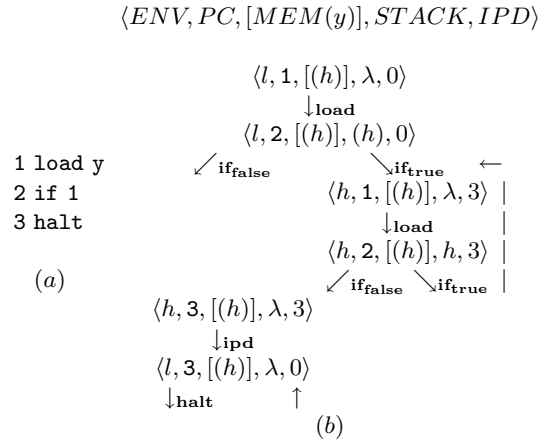 ⟨ENV, PC, [MEM(y)], STACK, IPD⟩
⟨l, 1, [(h)], λ, 0⟩
↓load
⟨l, 2, [(h)], (h), 0⟩
↙ if_false ↘ if_true ←
1 load y
⟨h, 1, [(h)], λ, 3⟩ |
2 if 1
↓load |
3 halt
⟨h, 2, [(h)], h, 3⟩ |
(a)
↙ if_false ↘ if_true |
⟨h, 3, [(h)], λ, 3⟩
↓ipd
⟨l, 3, [(h)], λ, 0⟩
↓halt ↑
(b)